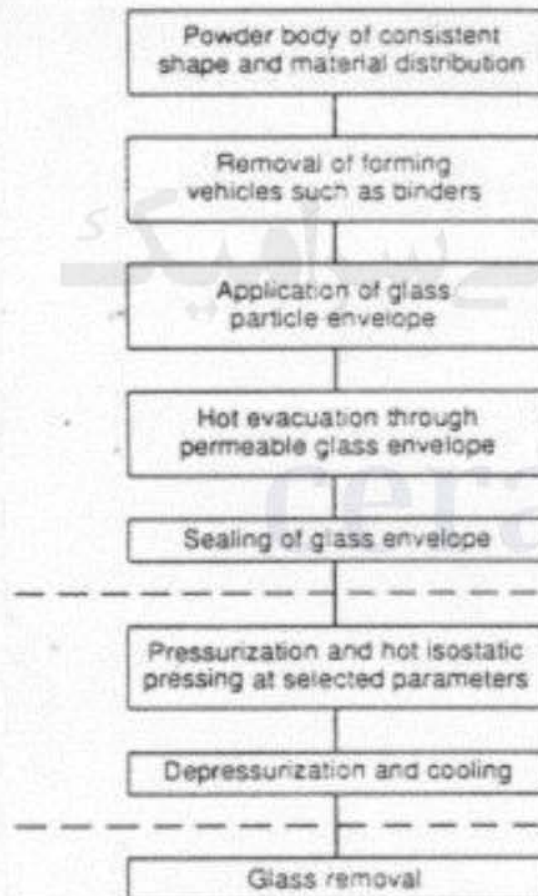 Powder body of consistent
shape and material distribution
Removal of forming
vehicles such as binders
Application of glass
particle envelope
Hot evacuation through
permeable glass envelope
Sealing of glass envelope
Pressurization and hot isostatic
pressing at selected parameters
Depressurization and cooling
Glass removal